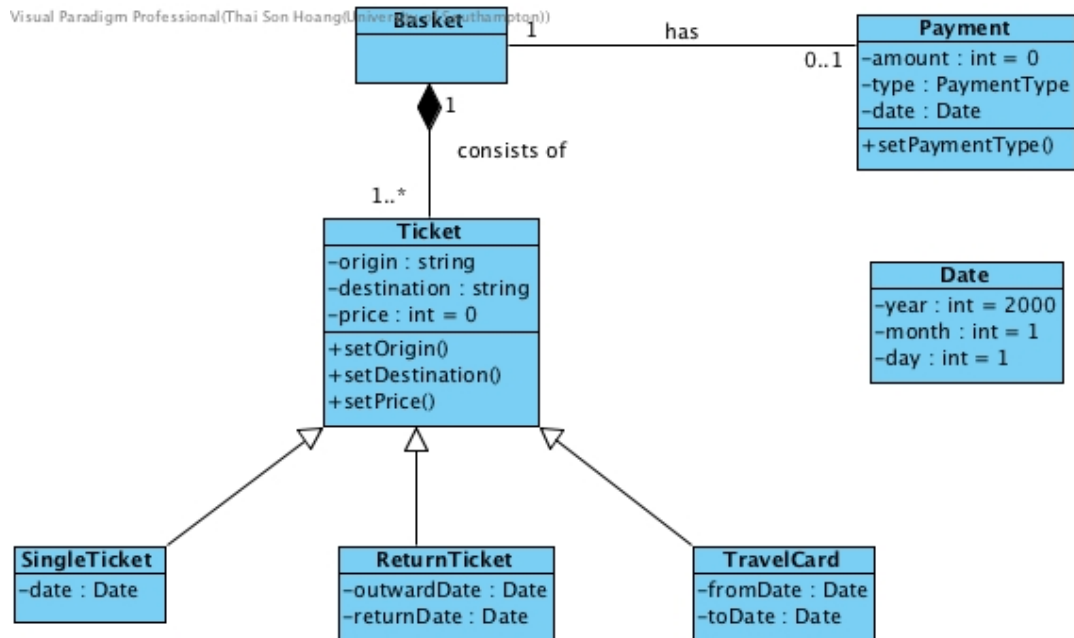 Visual Paradigm Professional(Thai Son Hoang(University of Southampton))
Basket
1
has
0..1
Payment
-amount : int = 0
-type : PaymentType
-date : Date
+setPaymentType()
1
consists of
1..*
Ticket
-origin : string
-destination : string
-price : int = 0
+setOrigin()
+setDestination()
+setPrice()
Date
-year : int = 2000
-month : int = 1
-day : int = 1
SingleTicket
-date : Date
ReturnTicket
-outwardDate : Date
-returnDate : Date
TravelCard
-fromDate : Date
-toDate : Date